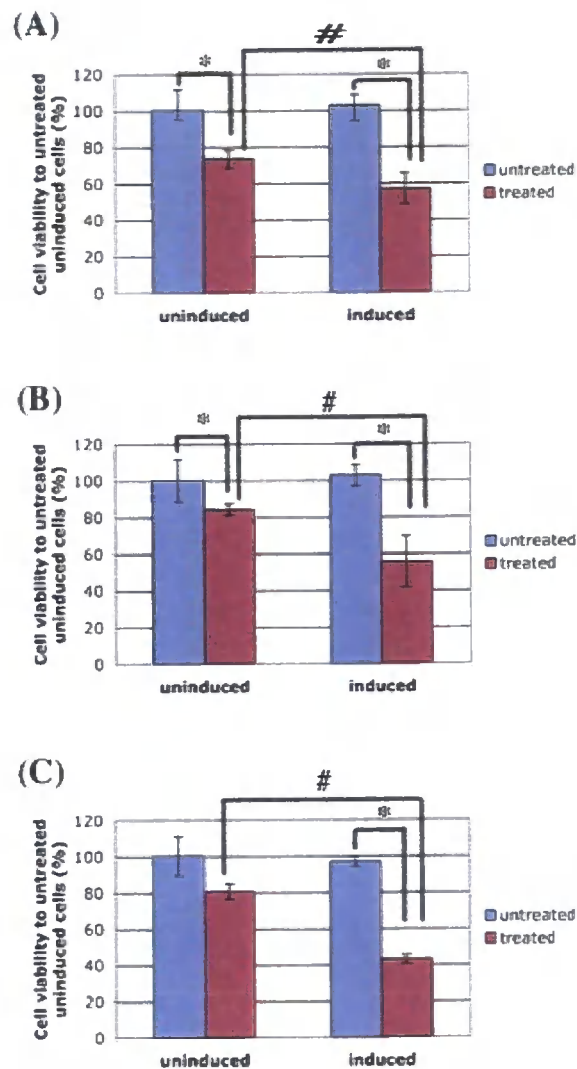 (A)
#
*
*
Cell viability to untreated
uninduced cells (%)
120
100
80
60
40
20
0
untreated
treated
uninduced induced
(B)
#
*
*
Cell viability to untreated
uninduced cells (%)
120
100
80
60
40
20
0
untreated
treated
uninduced induced
(C)
#
*
Cell viability to untreated
uninduced cells (%)
120
100
80
60
40
20
0
untreated
treated
uninduced induced